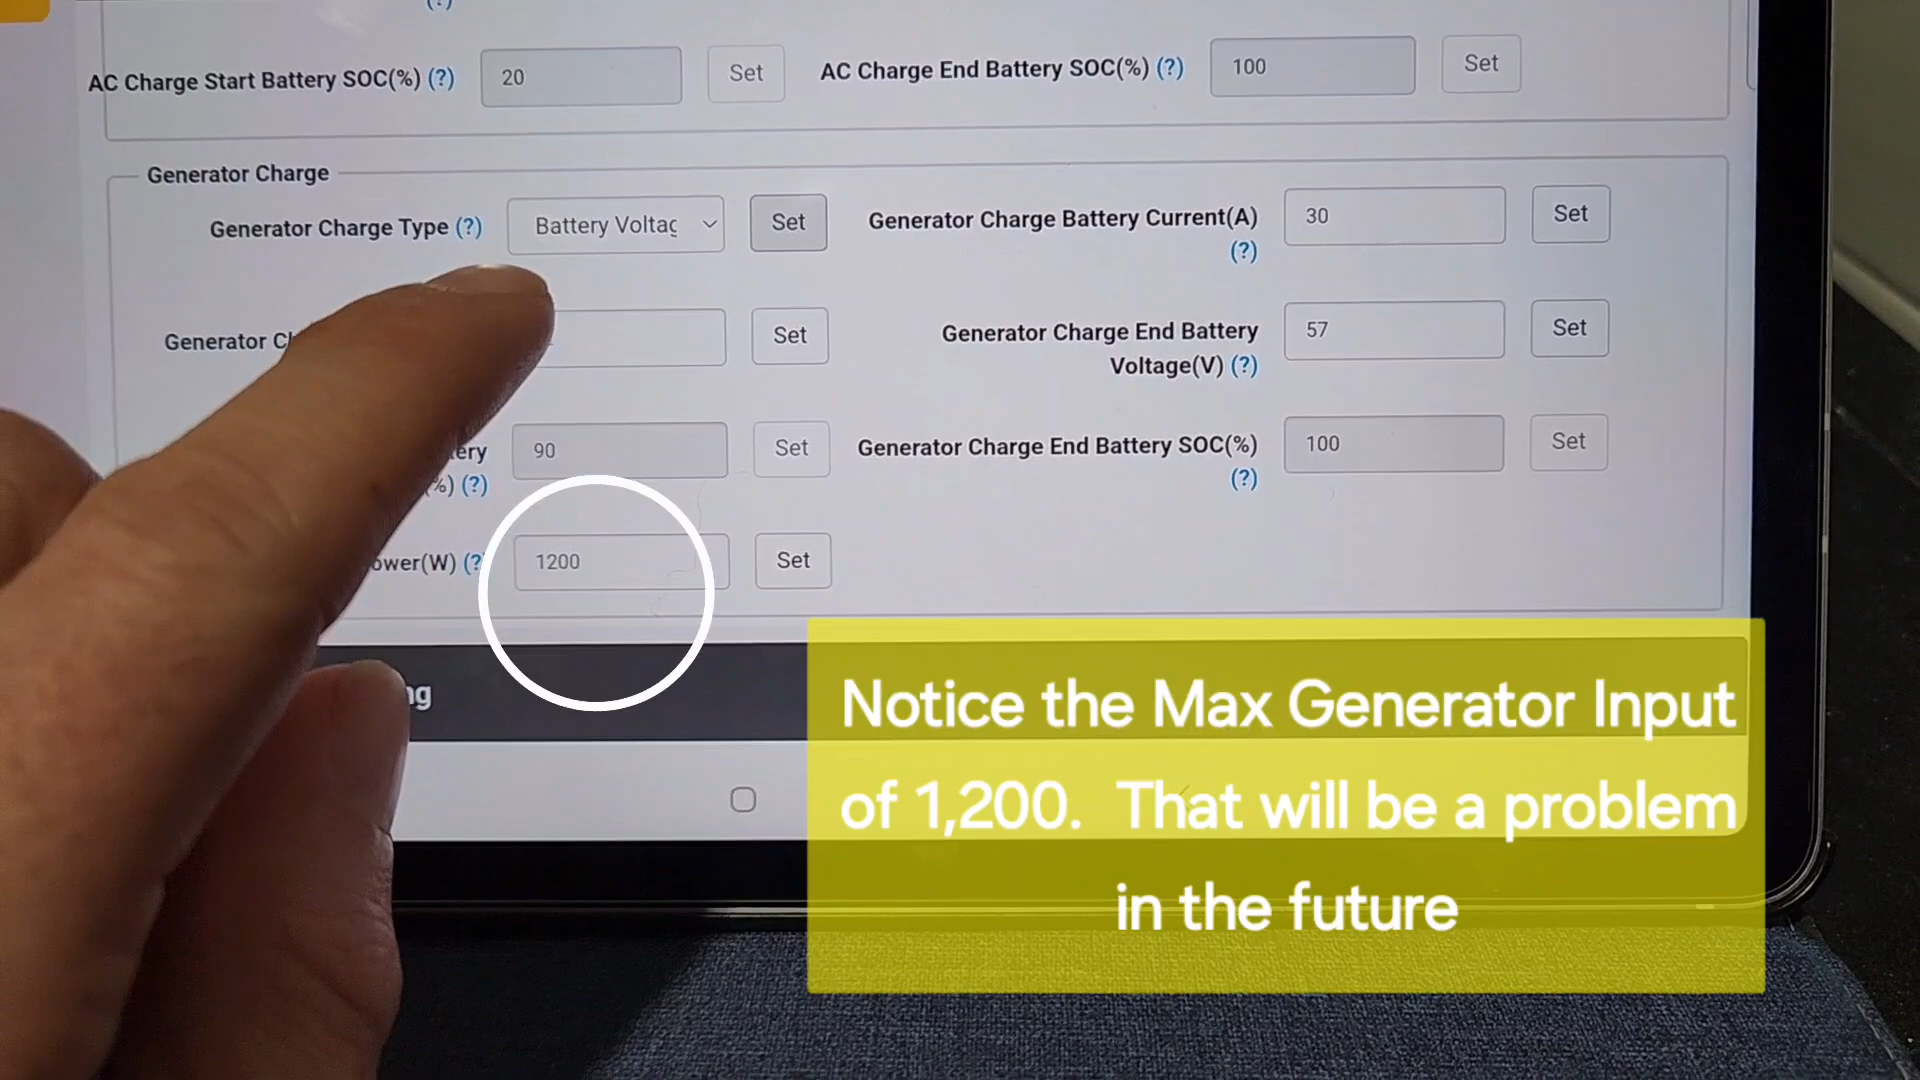 (?)
AC Charge Start Battery SOC(%) (?) 20 Set AC Charge End Battery SOC(%) (?) 100 Set
Generator Charge
Generator Charge Type (?) Battery Voltag Set Generator Charge Battery Current(A) 30 Set
(?)
Generator Set Generator Charge End Battery 57 Set
Voltage(V) (?)
90 Set Generator Charge End Battery SOC(%) 100 Set
(?) (?)
(W) (? 1200 Set
Notice the Max Generator Input
of 1,200. That will be a problem
in the future